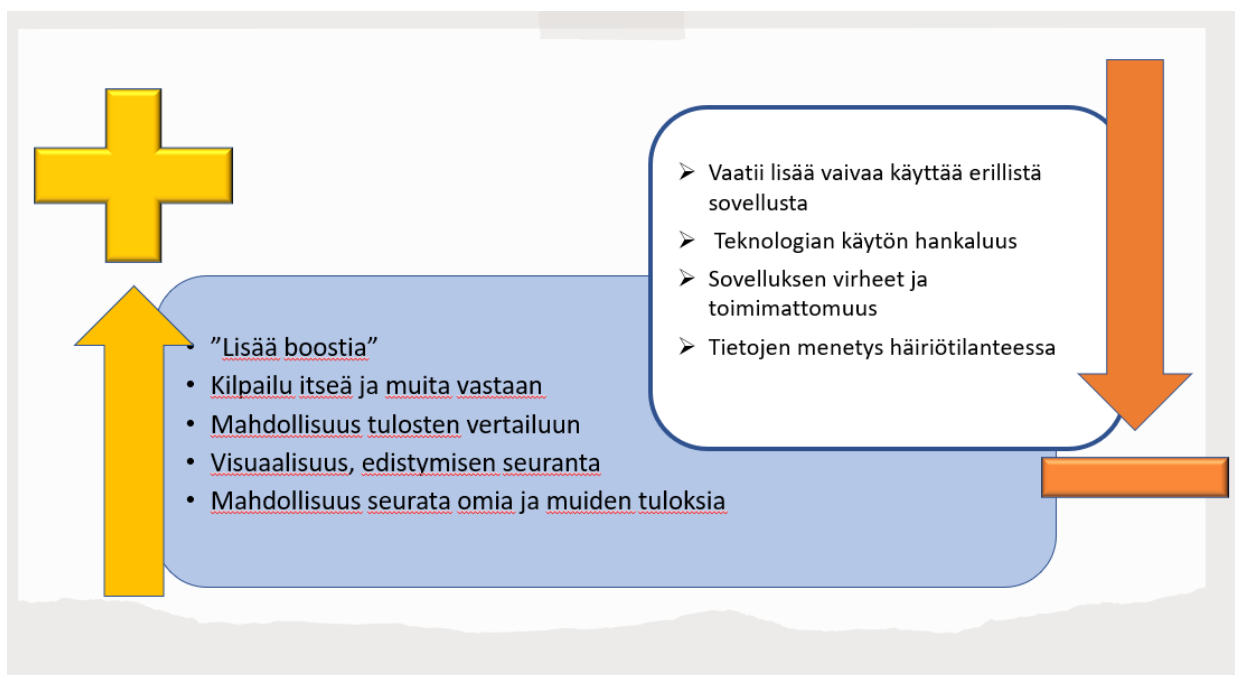 ➢ Vaatii lisää vaivaa käyttää erillistä
sovellusta
➢ Teknologian käytön hankaluus
➢ Sovelluksen virheet ja
toimimattomuus
➢ Tietojen menetys häiriötilanteessa
• ”Lisää boostia”
• Kilpailu itseä ja muita vastaan
• Mahdollisuus tulosten vertailuun
• Visuaalisuus, edistymisen seuranta
• Mahdollisuus seurata omia ja muiden tuloksia